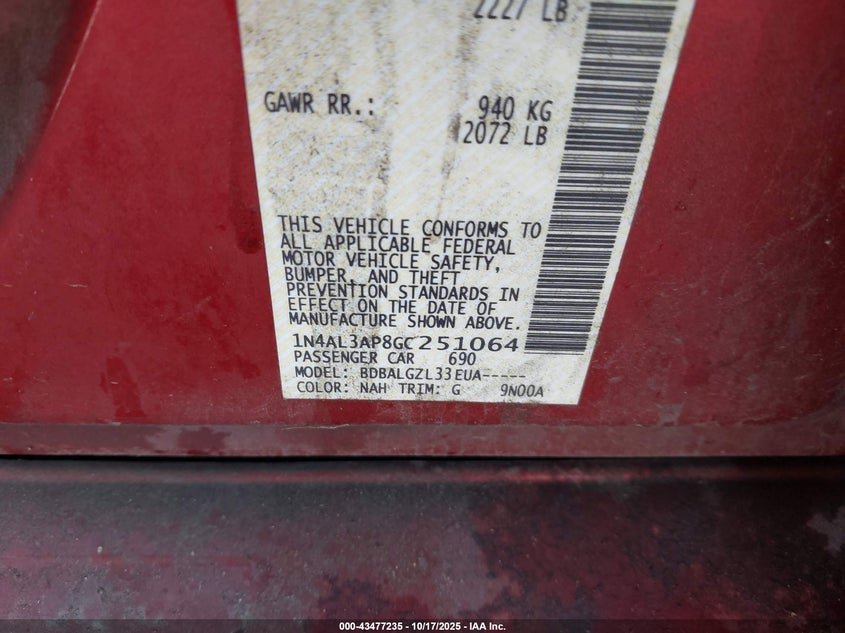 2227 LB
GAWR RR.: 940 KG
2072 LB
THIS VEHICLE CONFORMS TO
ALL APPLICABLE FEDERAL
MOTOR VEHICLE SAFETY,
BUMPER, AND THEFT
PREVENTION STANDARDS IN
EFFECT ON THE DATE OF
MANUFACTURE SHOWN ABOVE.
1N4AL3AP8GC251064
PASSENGER CAR 690
MODEL: BDBALGZL33EUA-----
COLOR: NAH TRIM: G 9N00A
000-43477235 - 10/17/2025 - IAA Inc.